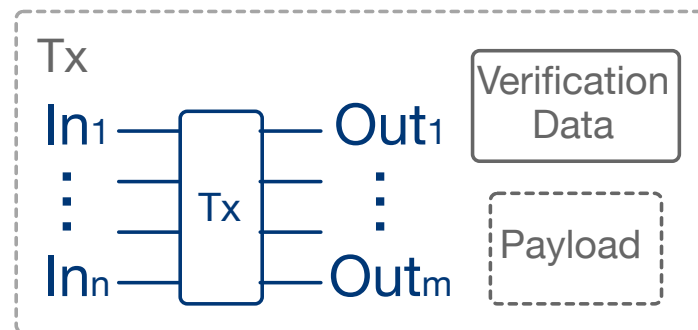 Tx
In1
Out1
Verification
Data
Tx
Payload
Inn
Outm